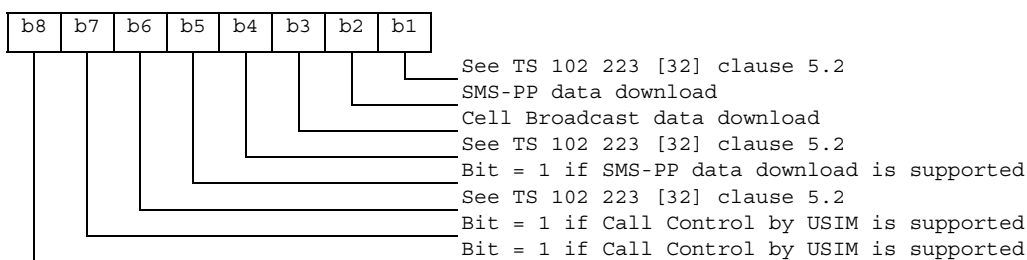 b8 b7 b6 b5 b4 b3 b2 b1
See TS 102 223 [32] clause 5.2
SMS-PP data download
Cell Broadcast data download
See TS 102 223 [32] clause 5.2
Bit = 1 if SMS-PP data download is supported
See TS 102 223 [32] clause 5.2
Bit = 1 if Call Control by USIM is supported
Bit = 1 if Call Control by USIM is supported